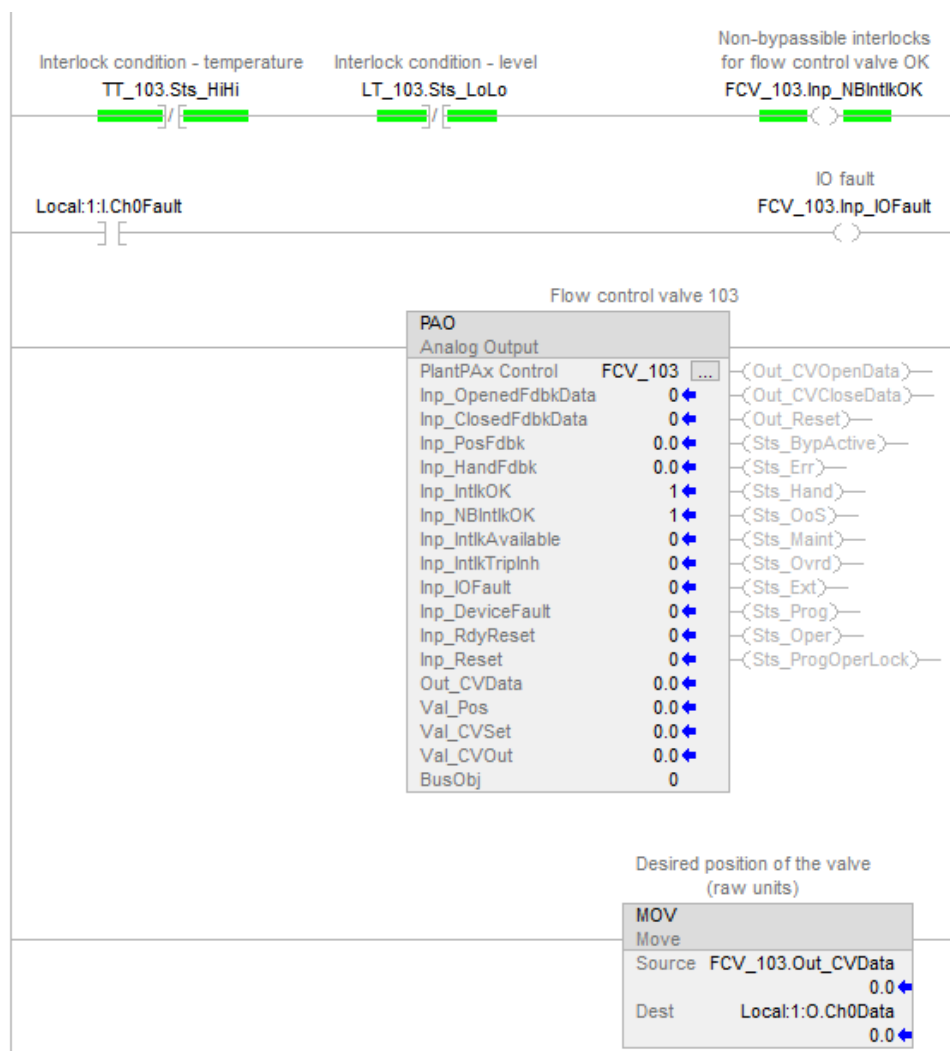 Non-bypassible interlocks
Interlock condition - temperature Interlock condition - level for flow control valve OK
TT_103.Sts_HiHi LT_103.Sts_LoLo FCV_103.Inp_NBIntlkOK
IO fault
Local:1:I.Ch0Fault FCV_103.Inp_IOFault
Flow control valve 103
PAO
Analog Output
PlantPAx Control FCV_103 ... Out_CVOpenData
Inp_OpenedFdbkData 0 Out_CVCloseData
Inp_ClosedFdbkData 0 Out_Reset
Inp_PosFdbk 0.0 Sts_BypActive
Inp_HandFdbk 0.0 Sts_Err
Inp_IntlkOK 1 Sts_Hand
Inp_NBIntlkOK 1 Sts_OoS
Inp_IntlkAvailable 0 Sts_Maint
Inp_IntlkTripInh 0 Sts_Ovrd
Inp_IOFault 0 Sts_Ext
Inp_DeviceFault 0 Sts_Prog
Inp_RdyReset 0 Sts_Oper
Inp_Reset 0 Sts_ProgOperLock
Out_CVData 0.0
Val_Pos 0.0
Val_CVSet 0.0
Val_CVOut 0.0
BusObj 0
Desired position of the valve
(raw units)
MOV
Move
Source FCV_103.Out_CVData
0.0
Dest Local:1:O.Ch0Data
0.0